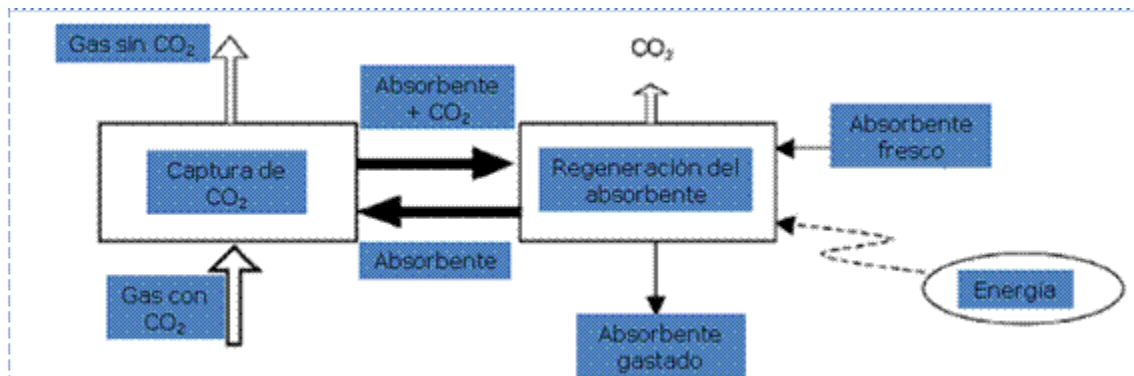 Gas sin CO₂
CO₂
Absorbente
+ CO₂
Absorbente
fresco
Captura de
CO₂
Regeneración del
absorbente
Absorbente
Gas con
CO₂
Energía
Absorbente
gastado